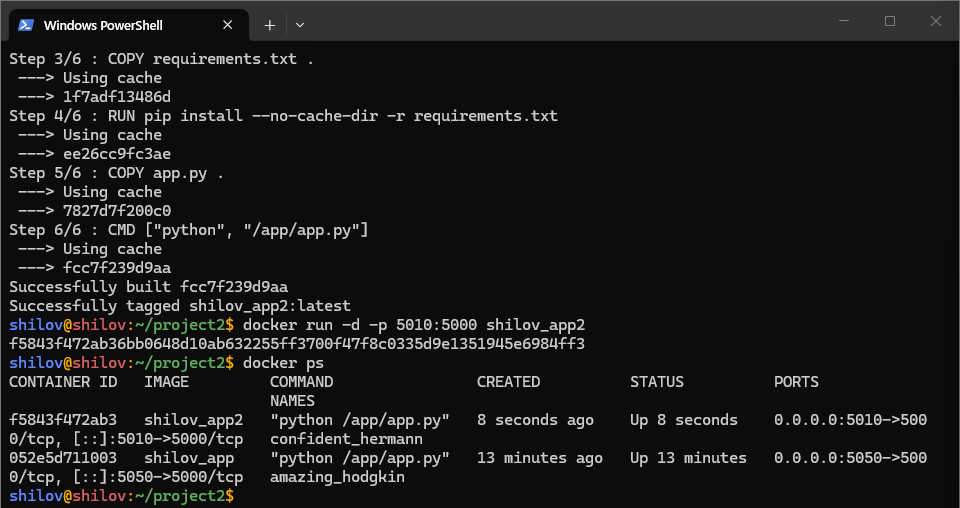 Windows PowerShell
Step 3/6 : COPY requirements.txt .
 ---> Using cache
 ---> 1f7adf13486d
Step 4/6 : RUN pip install --no-cache-dir -r requirements.txt
 ---> Using cache
 ---> ee26cc9fc3ae
Step 5/6 : COPY app.py .
 ---> Using cache
 ---> 7827d7f200c0
Step 6/6 : CMD ["python", "/app/app.py"]
 ---> Using cache
 ---> fcc7f239d9aa
Successfully built fcc7f239d9aa
Successfully tagged shilov_app2:latest
shilov@shilov:~/project2$ docker run -d -p 5010:5000 shilov_app2
f5843f472ab36bb0648d10ab632255ff3700f47f8c0335d9e1351945e6984ff3
shilov@shilov:~/project2$ docker ps
CONTAINER ID   IMAGE         COMMAND                CREATED          STATUS          PORTS
                             NAMES
f5843f472ab3   shilov_app2   "python /app/app.py"   8 seconds ago    Up 8 seconds    0.0.0.0:5010->500
0/tcp, [::]:5010->5000/tcp   confident_hermann
052e5d711003   shilov_app    "python /app/app.py"   13 minutes ago   Up 13 minutes   0.0.0.0:5050->500
0/tcp, [::]:5050->5000/tcp   amazing_hodgkin
shilov@shilov:~/project2$